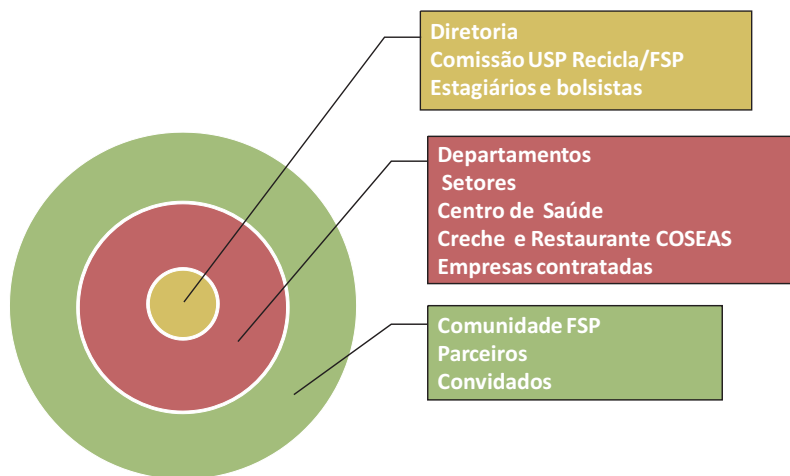 Diretoria
Comissão USP Recicla/FSP
Estagiários e bolsistas
Departamentos
Setores
Centro de Saúde
Creche e Restaurante COSEAS
Empresas contratadas
Comunidade FSP
Parceiros
Convidados